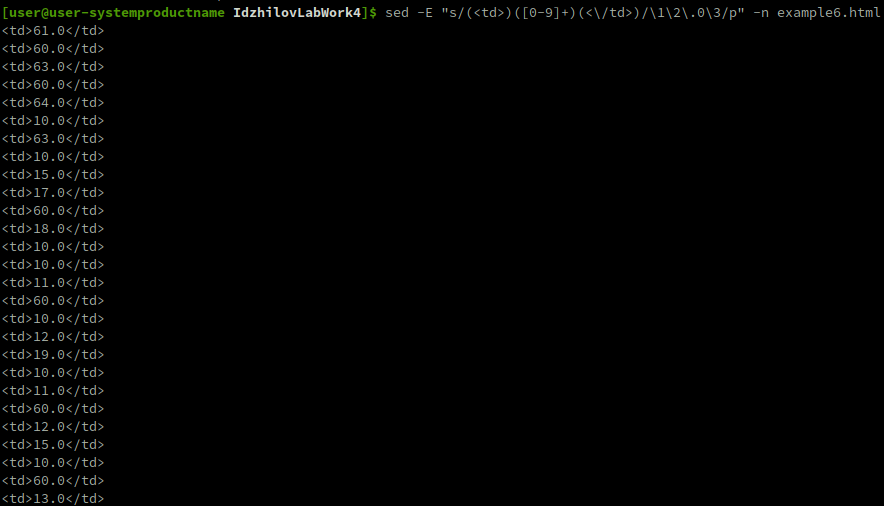 [user@user-systemproductname IdzhilovLabWork4]$ sed -E "s/(<td>)([0-9]+)(<\/td>)/\1\2\.0\3/p" -n example6.html
<td>61.0</td>
<td>60.0</td>
<td>63.0</td>
<td>60.0</td>
<td>64.0</td>
<td>10.0</td>
<td>63.0</td>
<td>10.0</td>
<td>15.0</td>
<td>17.0</td>
<td>60.0</td>
<td>18.0</td>
<td>10.0</td>
<td>10.0</td>
<td>11.0</td>
<td>60.0</td>
<td>10.0</td>
<td>12.0</td>
<td>19.0</td>
<td>10.0</td>
<td>11.0</td>
<td>60.0</td>
<td>12.0</td>
<td>15.0</td>
<td>10.0</td>
<td>60.0</td>
<td>13.0</td>